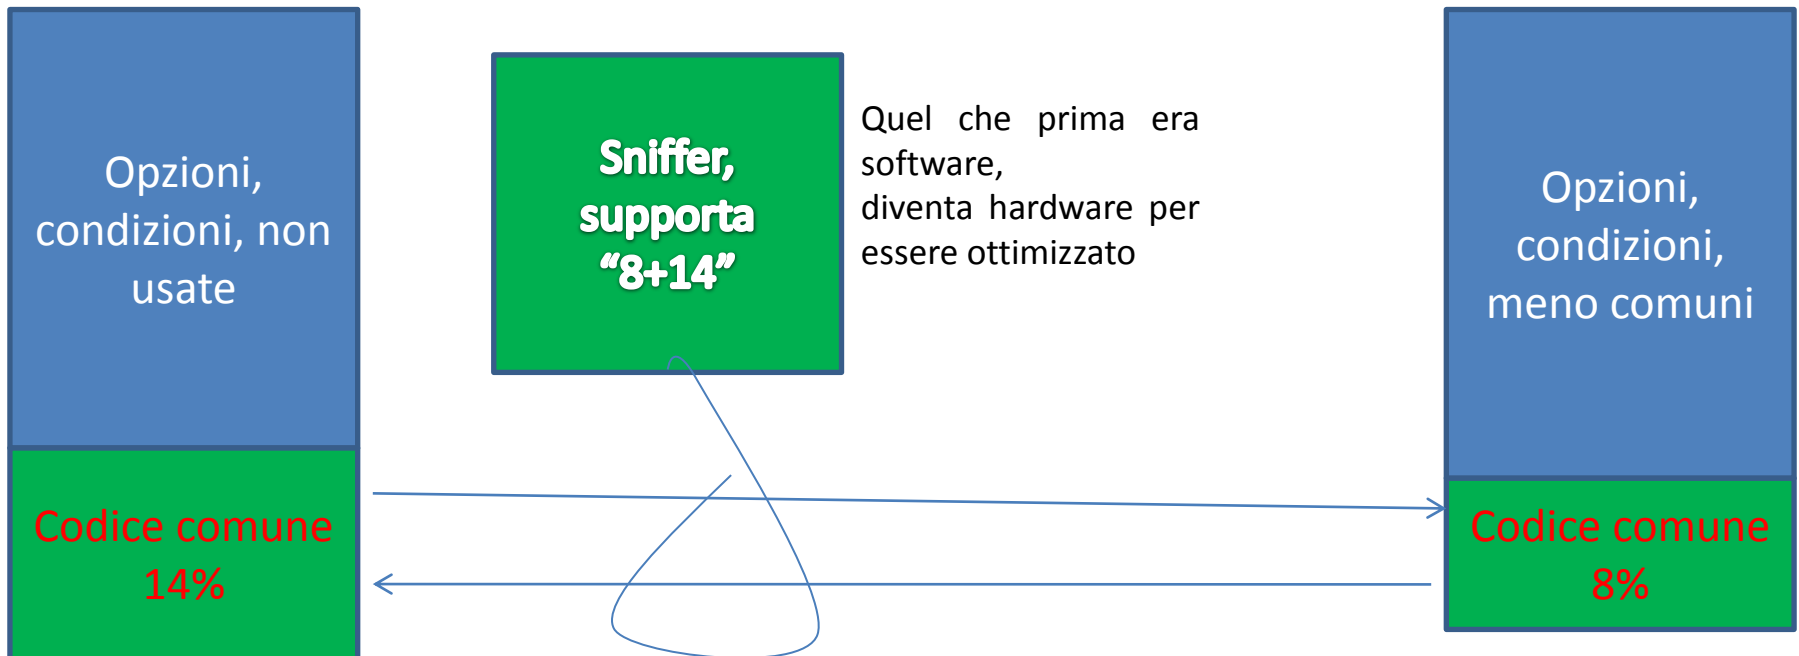 Opzioni,
condizioni, non
usate
Codice comune
14%
Sniffer,
supporta
“8+14”
Quel che prima era
software,
diventa hardware per
essere ottimizzato
Opzioni,
condizioni,
meno comuni
Codice comune
8%